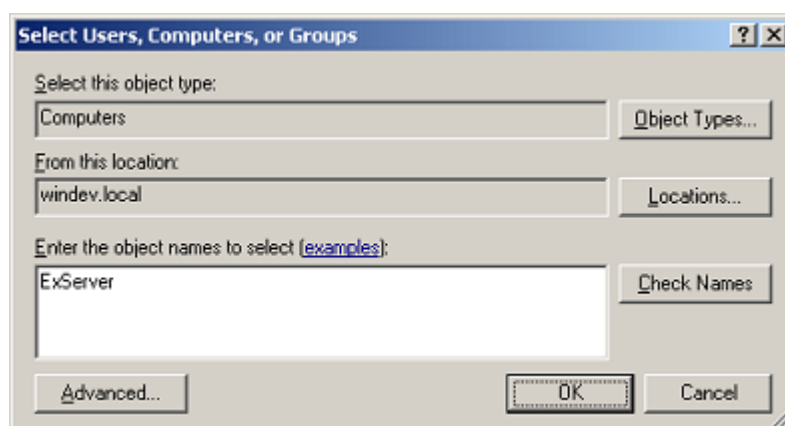 Select Users, Computers, or Groups
Select this object type:
Computers
Object Types...
From this location:
windev.local
Locations...
Enter the object names to select (examples):
ExServer
Check Names
Advanced...
OK
Cancel